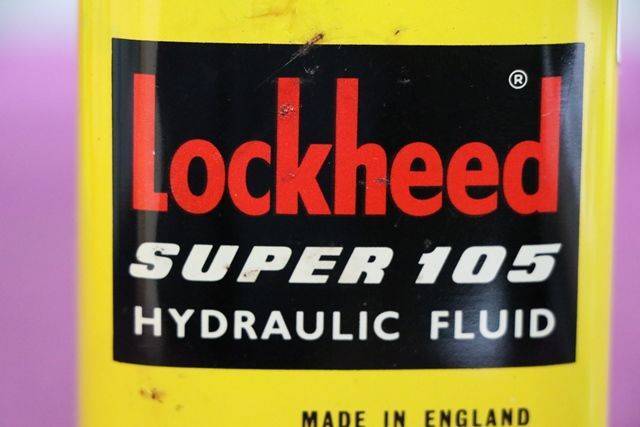 Lockheed ®
SUPER 105
HYDRAULIC FLUID
MADE IN ENGLAND